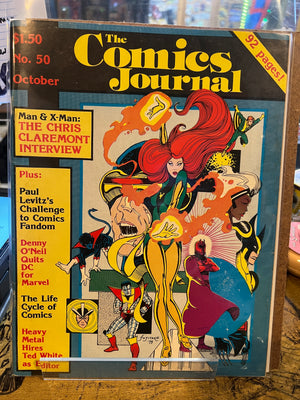 $1.50
No. 50
October
The
Comics
Journal
92 pages!
Man & X-Man:
THE CHRIS
CLAREMONT
INTERVIEW
Plus:
Paul
Levitz's
Challenge
to Comics
Fandom
Denny
O'Neil
Quits
DC
for
Marvel
The Life
Cycle of
Comics
Heavy
Metal
Hires
Ted White
as Editor